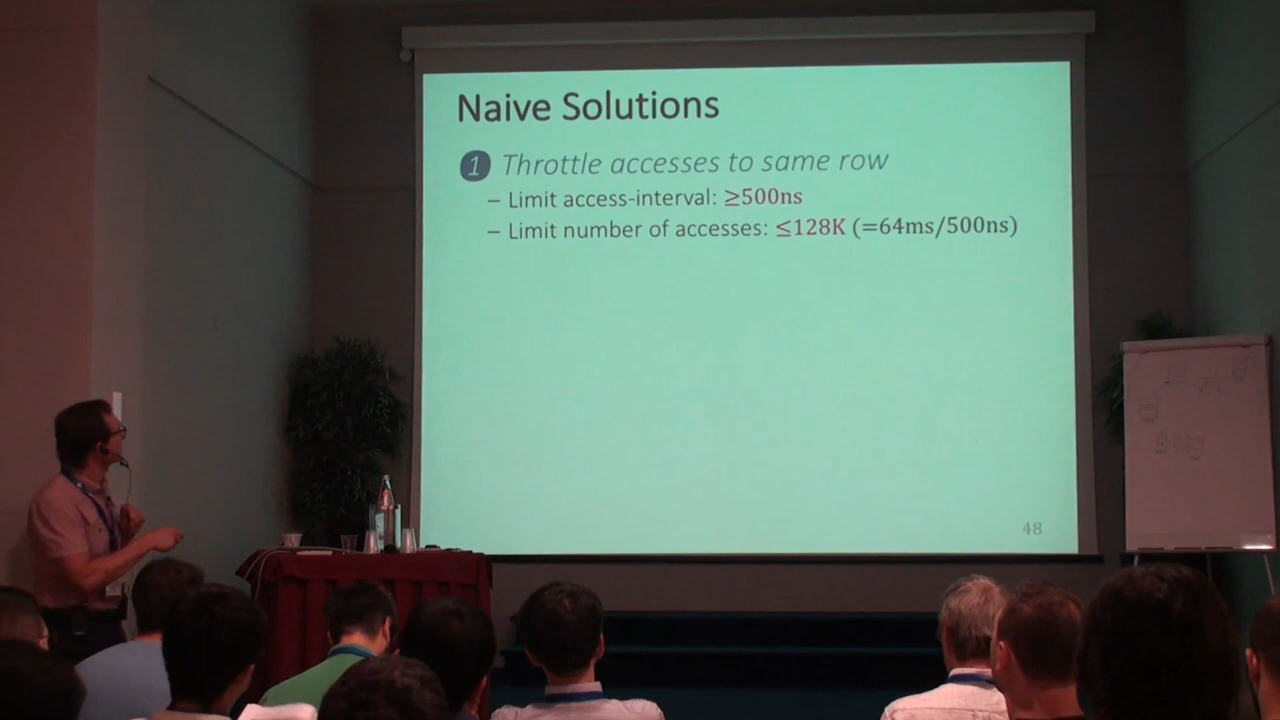 Naive Solutions
1 Throttle accesses to same row
– Limit access-interval: ≥500ns
– Limit number of accesses: ≤128K (=64ms/500ns)
48